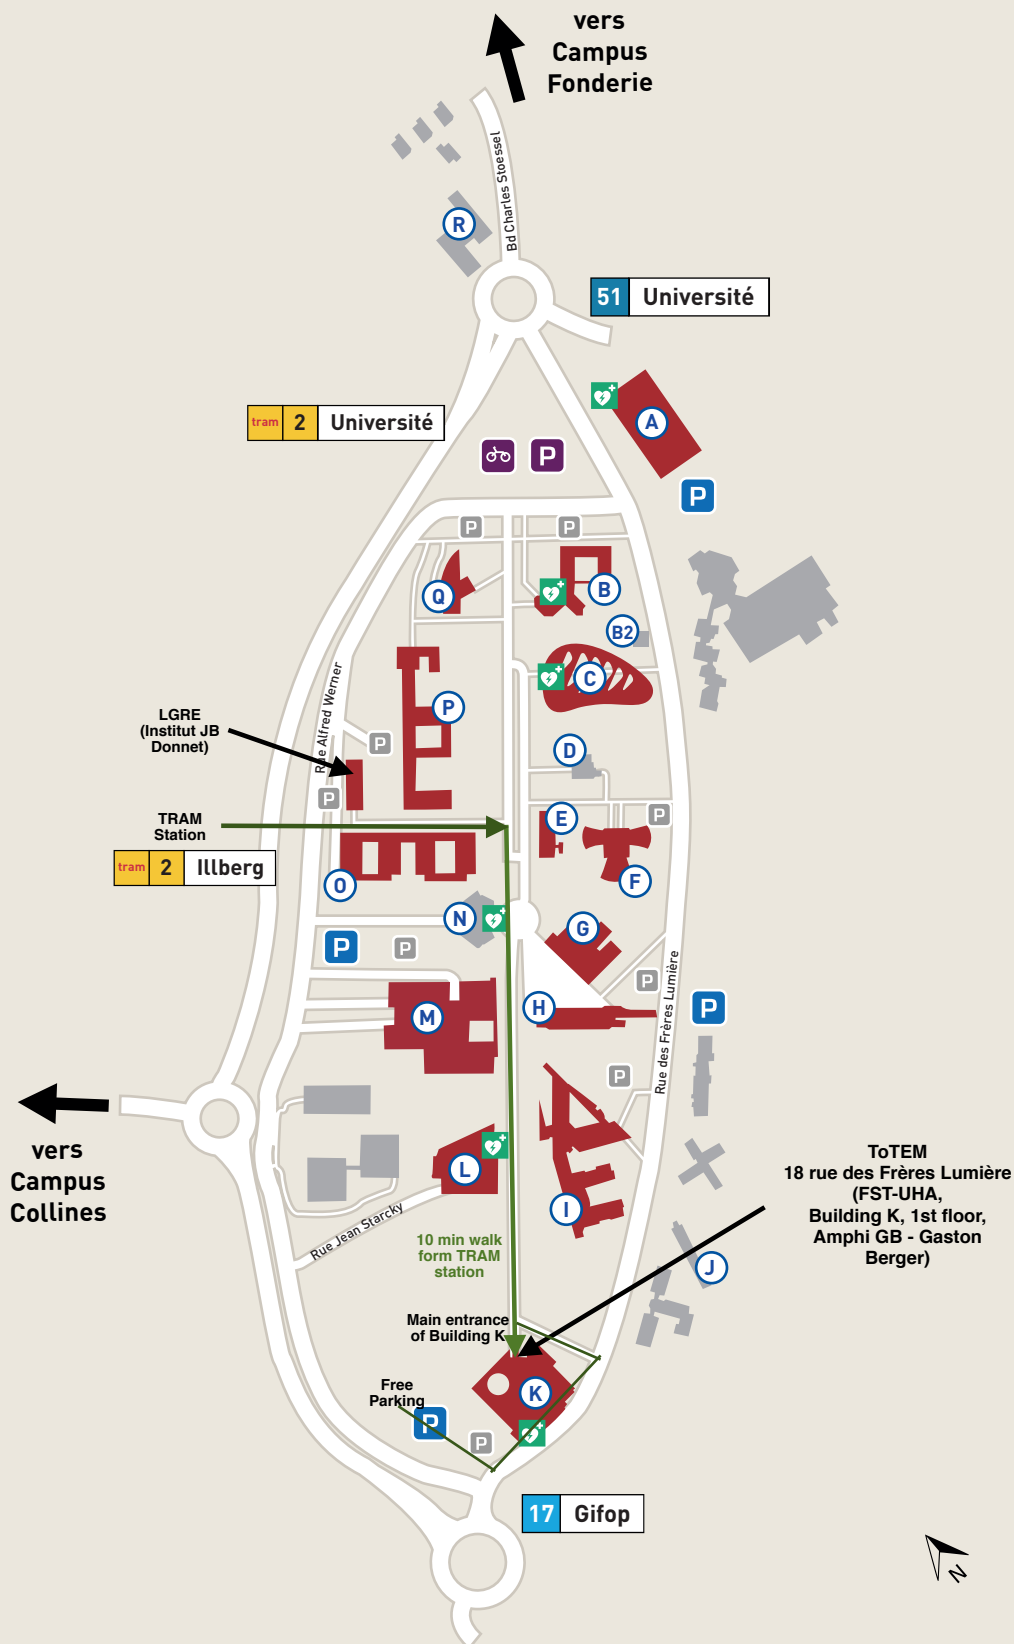 vers
Campus
Fonderie
Bd Charles Stoessel
R
51 Université
A
tram 2 Université
P
P
P
P
Q
B
B2
C
P
Rue Alfred Werner
LGRE
(Institut JB
Donnet)
P
D
P
E
P
TRAM
Station
tram 2 Illberg
F
O
N
G
P
P
Rue des Frères Lumière
P
H
P
M
P
vers
Campus
Collines
L
I
Rue Jean Starcky
ToTEM
18 rue des Frères Lumière
(FST-UHA,
Building K, 1st floor,
Amphi GB - Gaston
Berger)
10 min walk
form TRAM
station
J
Main entrance
of Building K
Free
Parking
K
P
P
17 Gifop
N